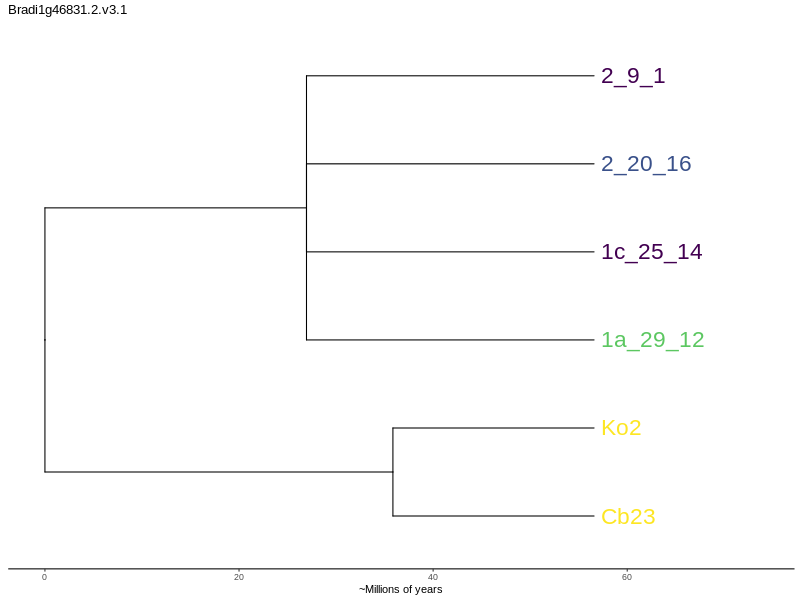 Bradi1g46831.2.v3.1
2_9_1
2_20_16
1c_25_14
1a_29_12
Ko2
Cb23
0 20 40 60
~Millions of years